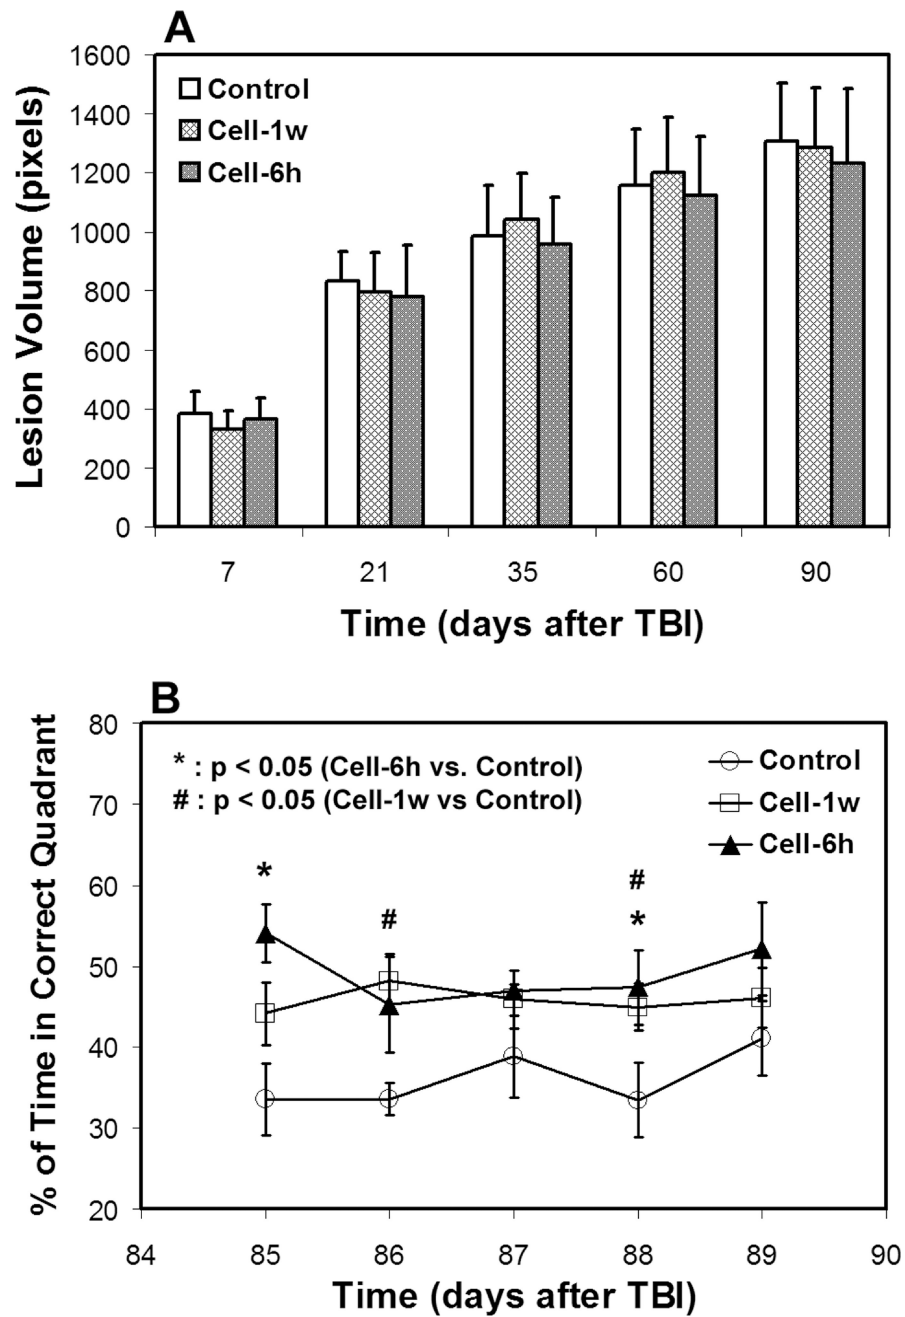 A
1600
1400
1200
1000
800
600
400
200
0
Lesion Volume (pixels)
Control
Cell-1w
Cell-6h
7 21 35 60 90
Time (days after TBI)
B
80
70
60
50
40
30
20
% of Time in Correct Quadrant
* : p < 0.05 (Cell-6h vs. Control)
# : p < 0.05 (Cell-1w vs Control)
Control
Cell-1w
Cell-6h
*
#
#
*
84 85 86 87 88 89 90
Time (days after TBI)